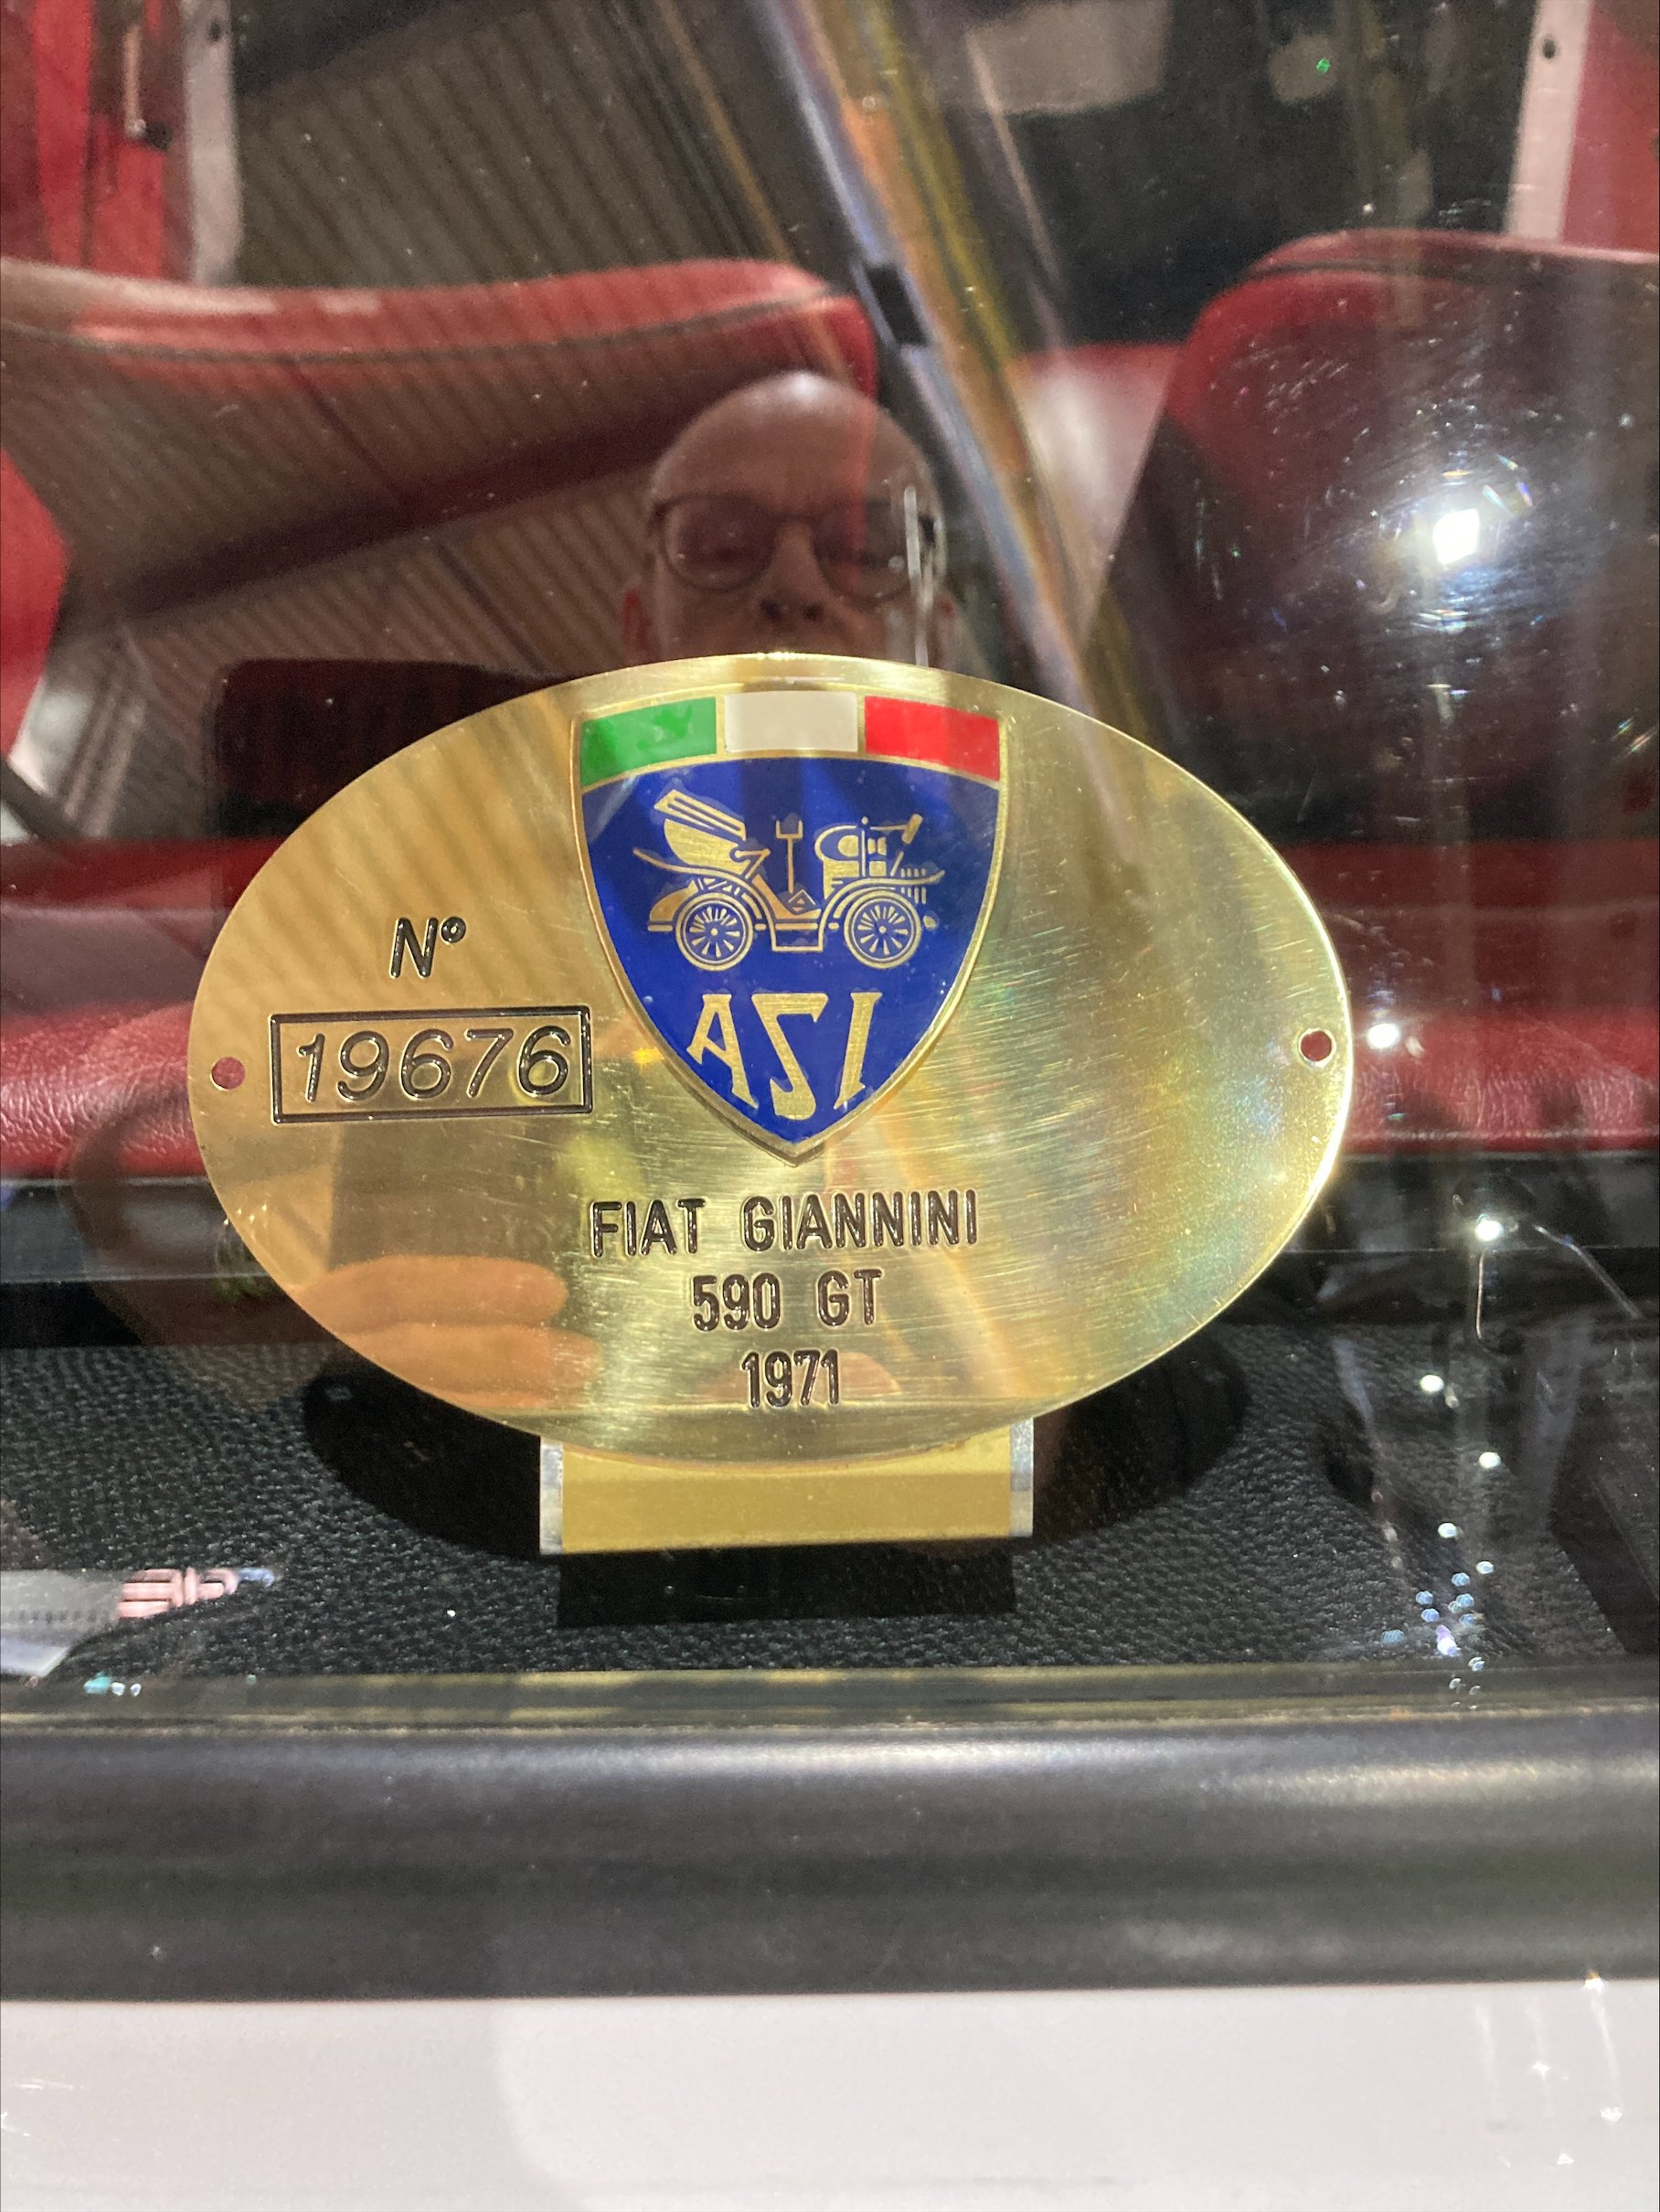 ASI
N°
19676
FIAT GIANNINI
590 GT
1971